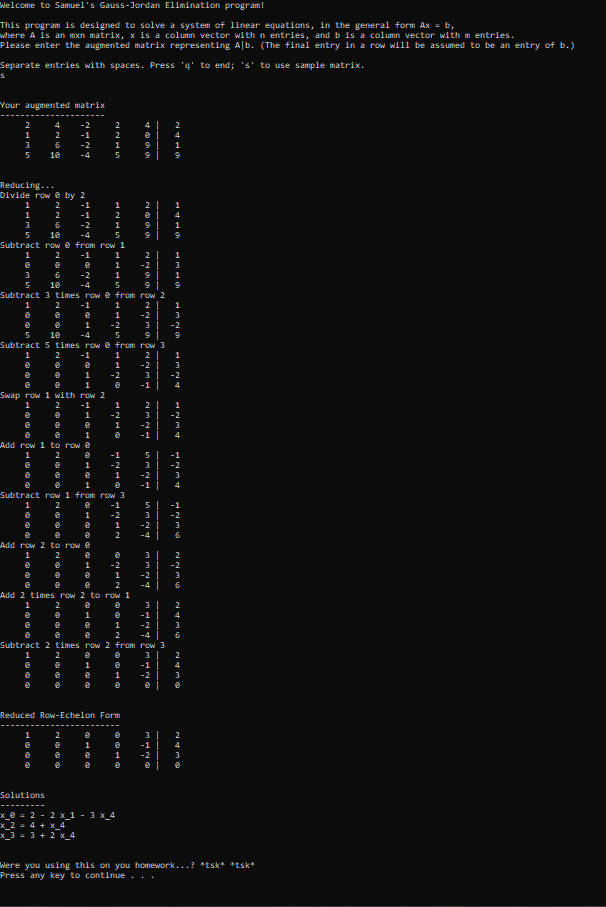 Welcome to Samuel's Gauss-Jordan Elimination program!
This program is designed to solve a system of linear equations, in the general form Ax = b,
where A is an mxn matrix, x is a column vector with n entries, and b is a column vector with m entries.
Please enter the augmented matrix representing A|b. (The final entry in a row will be assumed to be an entry of b.)
Separate entries with spaces. Press 'q' to end; 's' to use sample matrix.
s
Your augmented matrix
---------------------
2 4 -2 2 4 | 2
1 2 -1 2 0 | 4
3 6 -2 1 9 | 1
5 10 -4 5 9 | 9
Reducing...
Divide row 0 by 2
1 2 -1 1 2 | 1
1 2 -1 2 0 | 4
3 6 -2 1 9 | 1
5 10 -4 5 9 | 9
Subtract row 0 from row 1
1 2 -1 1 2 | 1
0 0 0 1 -2 | 3
3 6 -2 1 9 | 1
5 10 -4 5 9 | 9
Subtract 3 times row 0 from row 2
1 2 -1 1 2 | 1
0 0 0 1 -2 | 3
0 0 1 -2 3 | -2
5 10 -4 5 9 | 9
Subtract 5 times row 0 from row 3
1 2 -1 1 2 | 1
0 0 0 1 -2 | 3
0 0 1 -2 3 | -2
0 0 1 0 -1 | 4
Swap row 1 with row 2
1 2 -1 1 2 | 1
0 0 1 -2 3 | -2
0 0 0 1 -2 | 3
0 0 1 0 -1 | 4
Add row 1 to row 0
1 2 0 -1 5 | -1
0 0 1 -2 3 | -2
0 0 0 1 -2 | 3
0 0 1 0 -1 | 4
Subtract row 1 from row 3
1 2 0 -1 5 | -1
0 0 1 -2 3 | -2
0 0 0 1 -2 | 3
0 0 0 2 -4 | 6
Add row 2 to row 0
1 2 0 0 3 | 2
0 0 1 -2 3 | -2
0 0 0 1 -2 | 3
0 0 0 2 -4 | 6
Add 2 times row 2 to row 1
1 2 0 0 3 | 2
0 0 1 0 -1 | 4
0 0 0 1 -2 | 3
0 0 0 2 -4 | 6
Subtract 2 times row 2 from row 3
1 2 0 0 3 | 2
0 0 1 0 -1 | 4
0 0 0 1 -2 | 3
0 0 0 0 0 | 0
Reduced Row-Echelon Form
------------------------
1 2 0 0 3 | 2
0 0 1 0 -1 | 4
0 0 0 1 -2 | 3
0 0 0 0 0 | 0
Solutions
---------
x_0 = 2 - 2 x_1 - 3 x_4
x_2 = 4 + x_4
x_3 = 3 + 2 x_4
Were you using this on you homework...? *tsk* *tsk*
Press any key to continue . . .